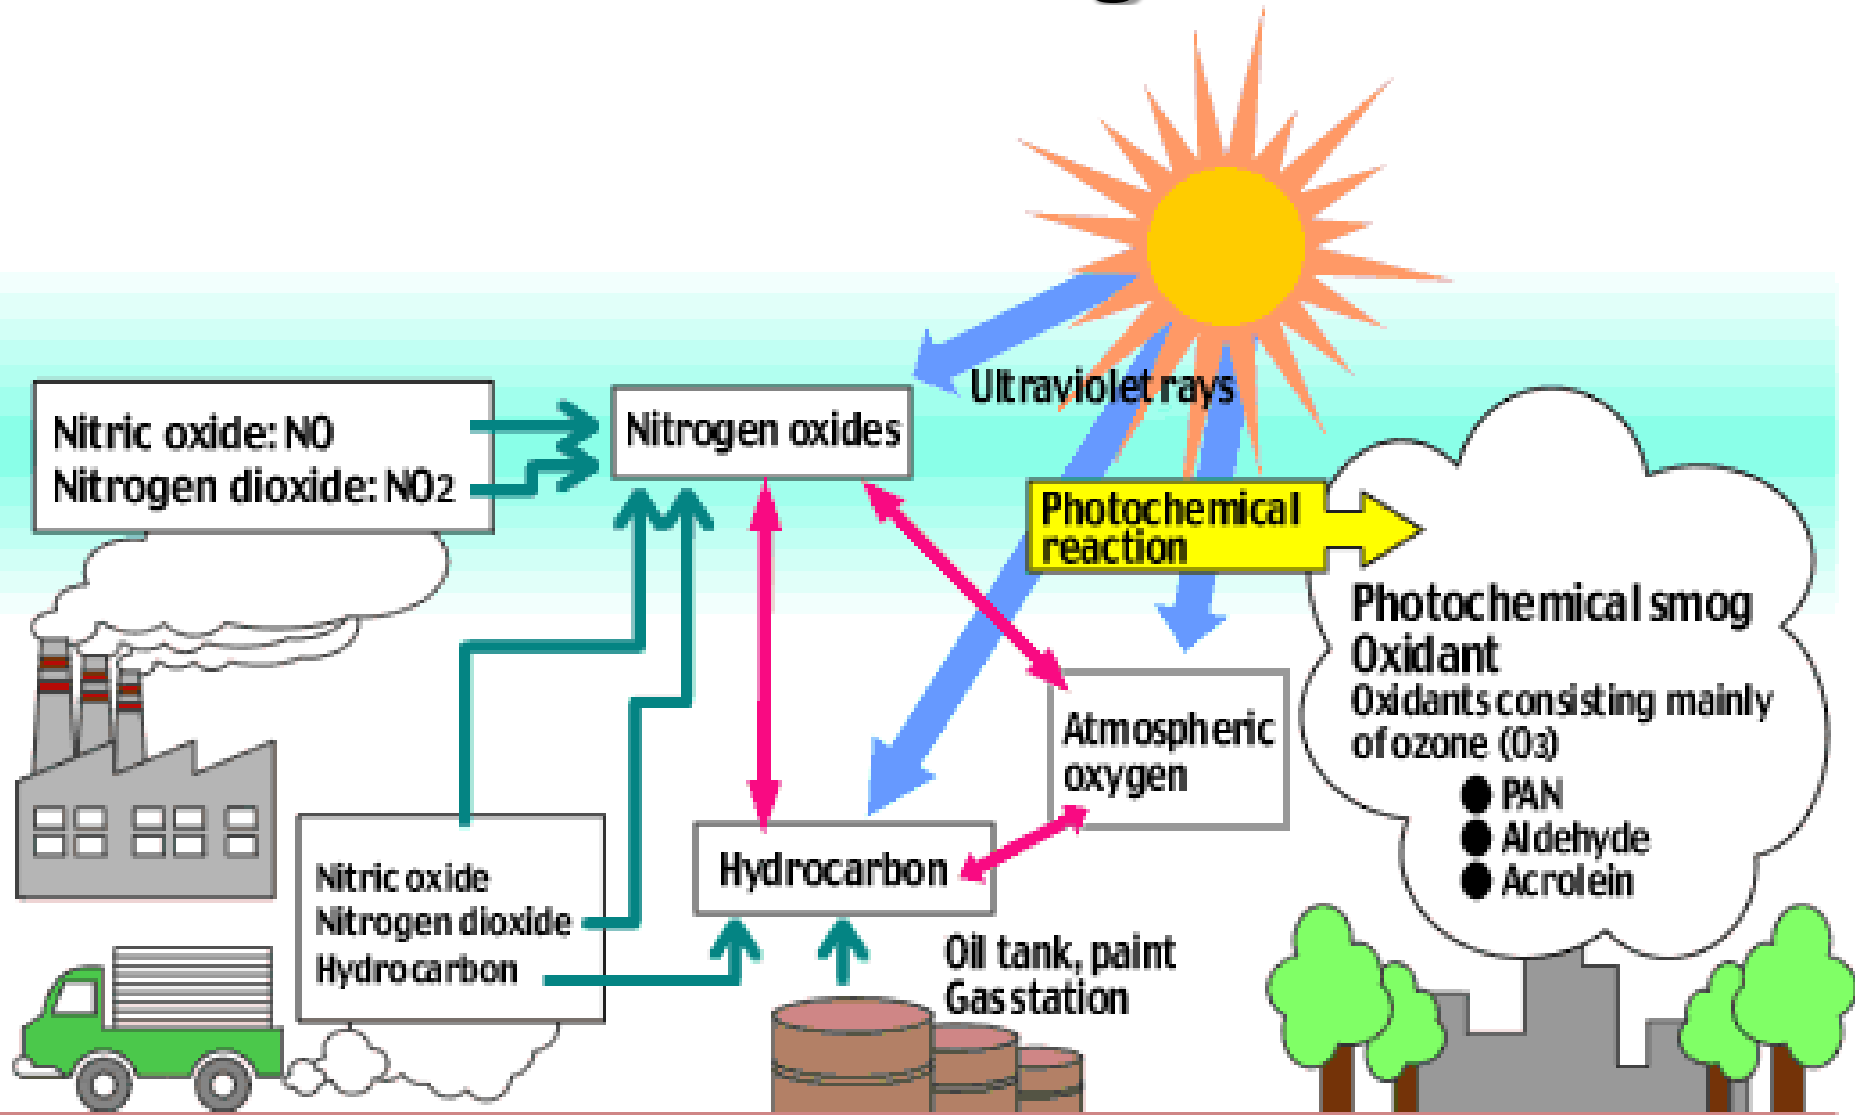 Ultraviolet rays
Nitric oxide: NO
Nitrogen dioxide: NO2
Nitrogen oxides
Photochemical
reaction
Photochemical smog
Oxidant
Oxidants consisting mainly
of ozone (O3)
● PAN
● Aldehyde
● Acrolein
Atmospheric
oxygen
Hydrocarbon
Nitric oxide
Nitrogen dioxide
Hydrocarbon
Oil tank, paint
Gas station